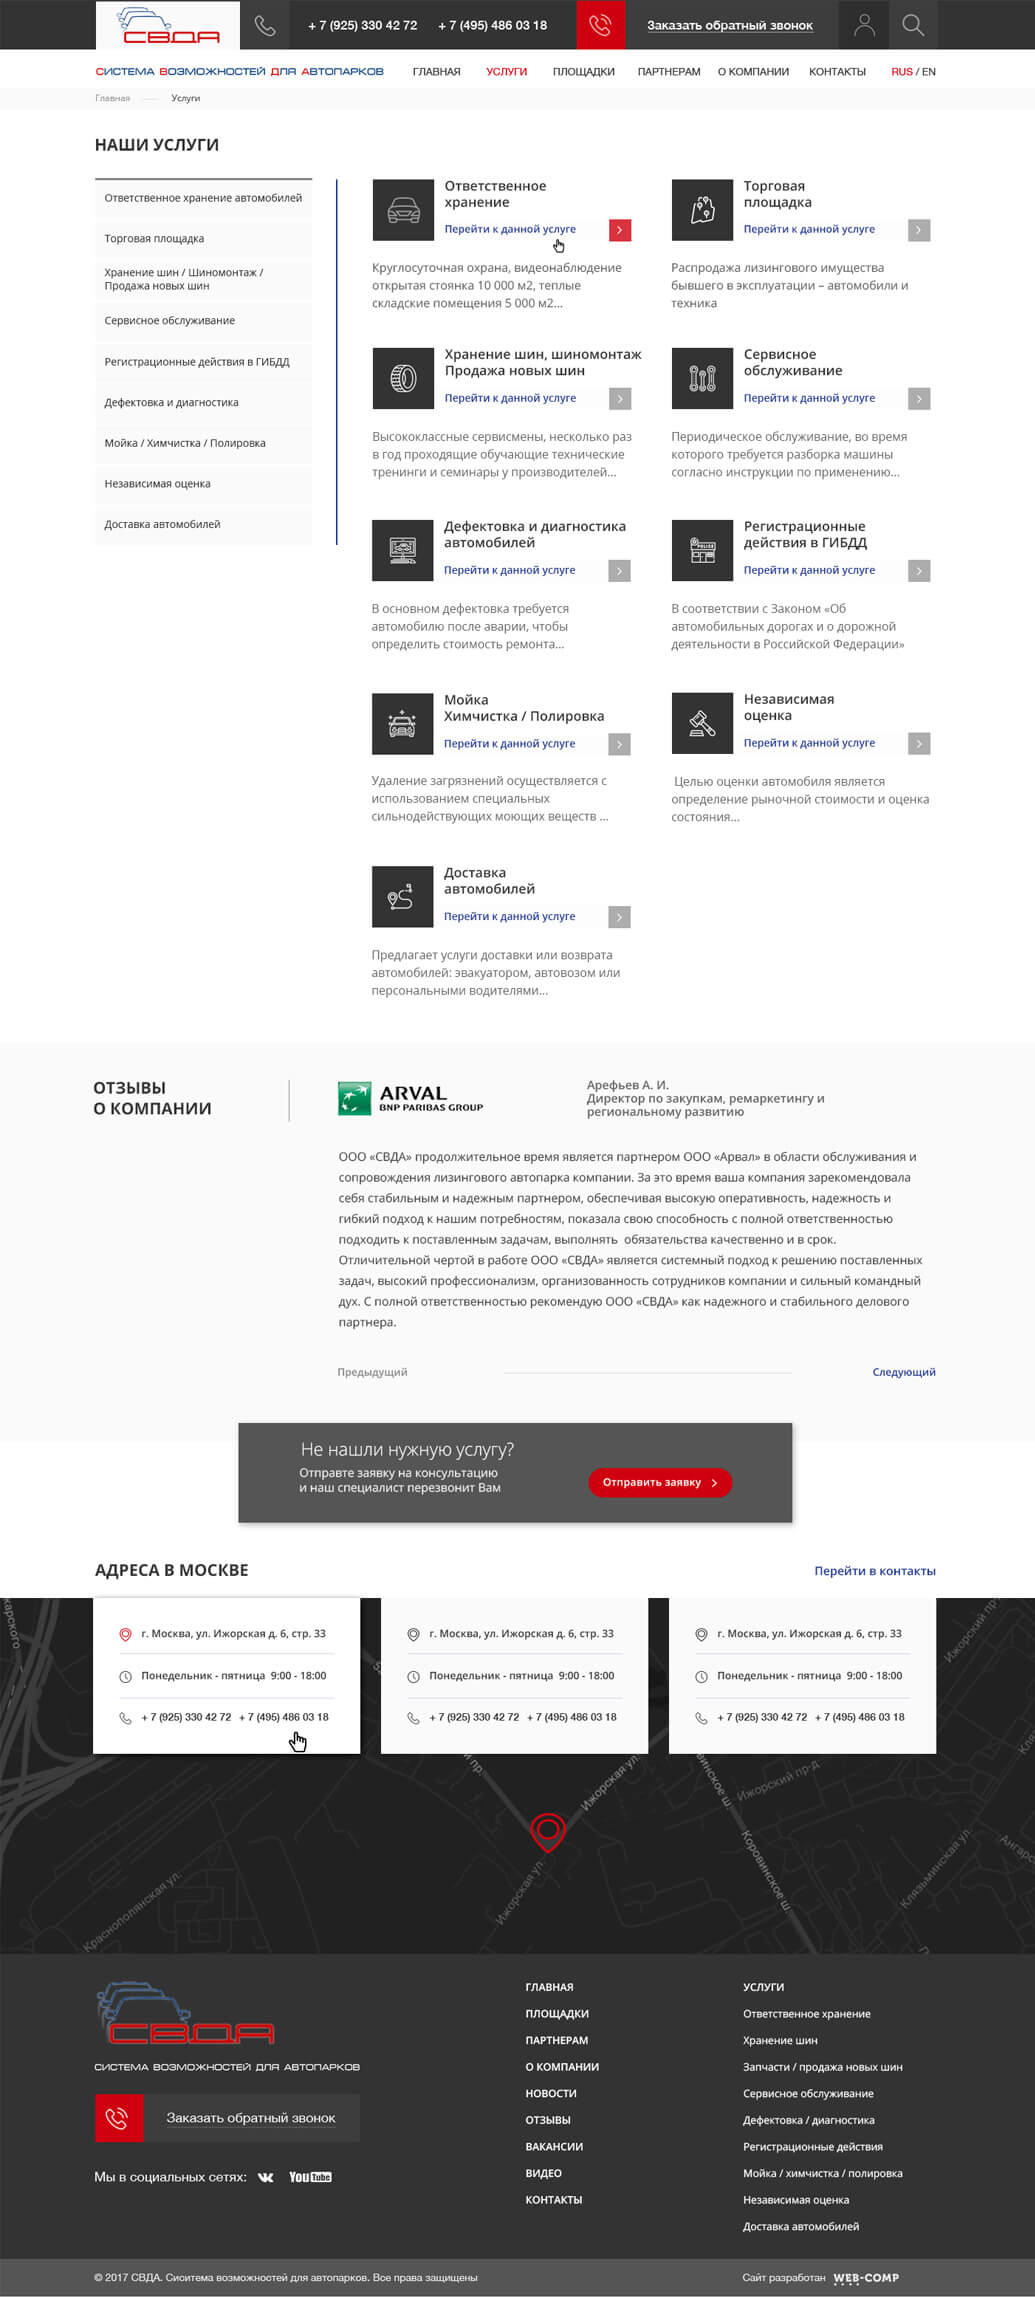 СВДА
+ 7 (925) 330 42 72 + 7 (495) 486 03 18
Заказать обратный звонок
СИСТЕМА ВОЗМОЖНОСТЕЙ ДЛЯ АВТОПАРКОВ
ГЛАВНАЯ УСЛУГИ ПЛОЩАДКИ ПАРТНЕРАМ О КОМПАНИИ КОНТАКТЫ RUS / EN
Главная Услуги
НАШИ УСЛУГИ
Ответственное хранение автомобилей
Торговая площадка
Хранение шин / Шиномонтаж /
Продажа новых шин
Сервисное обслуживание
Регистрационные действия в ГИБДД
Дефектовка и диагностика
Мойка / Химчистка / Полировка
Независимая оценка
Доставка автомобилей
Ответственное
хранение
Перейти к данной услуге
Круглосуточная охрана, видеонаблюдение
открытая стоянка 10 000 м2, теплые
складские помещения 5 000 м2...
Торговая
площадка
Перейти к данной услуге
Распродажа лизингового имущества
бывшего в эксплуатации – автомобили и
техника
Хранение шин, шиномонтаж
Продажа новых шин
Перейти к данной услуге
Высококлассные сервисмены, несколько раз
в год проходящие обучающие технические
тренинги и семинары у производителей...
Сервисное
обслуживание
Перейти к данной услуге
Периодическое обслуживание, во время
которого требуется разборка машины
согласно инструкции по применению...
Дефектовка и диагностика
автомобилей
Перейти к данной услуге
В основном дефектовка требуется
автомобилю после аварии, чтобы
определить стоимость ремонта...
Регистрационные
действия в ГИБДД
Перейти к данной услуге
В соответствии с Законом «Об
автомобильных дорогах и о дорожной
деятельности в Российской Федерации»
Мойка
Химчистка / Полировка
Перейти к данной услуге
Удаление загрязнений осуществляется с
использованием специальных
сильнодействующих моющих веществ ...
Независимая
оценка
Перейти к данной услуге
Целью оценки автомобиля является
определение рыночной стоимости и оценка
состояния...
Доставка
автомобилей
Перейти к данной услуге
Предлагает услуги доставки или возврата
автомобилей: эвакуатором, автовозом или
персональными водителями...
ОТЗЫВЫ
О КОМПАНИИ
ARVAL
BNP PARIBAS GROUP
Арефьев А. И.
Директор по закупкам, ремаркетингу и
региональному развитию
ООО «СВДА» продолжительное время является партнером ООО «Арвал» в области обслуживания и
сопровождения лизингового автопарка компании. За это время ваша компания зарекомендовала
себя стабильным и надежным партнером, обеспечивая высокую оперативность, надежность и
гибкий подход к нашим потребностям, показала свою способность с полной ответственностью
подходить к поставленным задачам, выполнять обязательства качественно и в срок.
Отличительной чертой в работе ООО «СВДА» является системный подход к решению поставленных
задач, высокий профессионализм, организованность сотрудников компании и сильный командный
дух. С полной ответственностью рекомендую ООО «СВДА» как надежного и стабильного делового
партнера.
Предыдущий Следующий
Не нашли нужную услугу?
Отправте заявку на консультацию
и наш специалист перезвонит Вам
Отправить заявку
АДРЕСА В МОСКВЕ
Перейти в контакты
г. Москва, ул. Ижорская д. 6, стр. 33
Понедельник - пятница 9:00 - 18:00
+ 7 (925) 330 42 72 + 7 (495) 486 03 18
г. Москва, ул. Ижорская д. 6, стр. 33
Понедельник - пятница 9:00 - 18:00
+ 7 (925) 330 42 72 + 7 (495) 486 03 18
г. Москва, ул. Ижорская д. 6, стр. 33
Понедельник - пятница 9:00 - 18:00
+ 7 (925) 330 42 72 + 7 (495) 486 03 18
Ижорский пр-
Ижорская ул.
Ижорский пр-д
Коровинское ш.
Клязьминская ул.
Ижорская ул.
Краснополянская ул.
СВДА
СИСТЕМА ВОЗМОЖНОСТЕЙ ДЛЯ АВТОПАРКОВ
Заказать обратный звонок
Мы в социальных сетях: You Tube
ГЛАВНАЯ
ПЛОЩАДКИ
ПАРТНЕРАМ
О КОМПАНИИ
НОВОСТИ
ОТЗЫВЫ
ВАКАНСИИ
ВИДЕО
КОНТАКТЫ
УСЛУГИ
Ответственное хранение
Хранение шин
Запчасти / продажа новых шин
Сервисное обслуживание
Дефектовка / диагностика
Регистрационные действия
Мойка / химчистка / полировка
Независимая оценка
Доставка автомобилей
© 2017 СВДА. Сиситема возможностей для автопарков. Все права защищены
Сайт разработан WEB-COMP